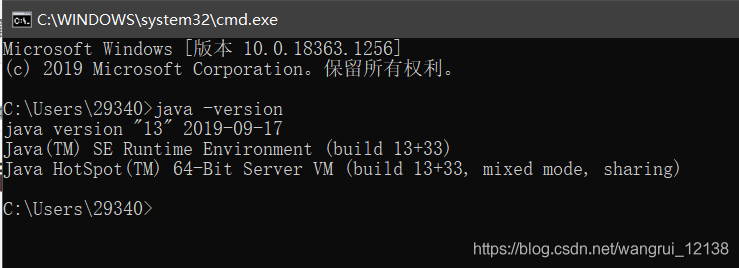 C:\WINDOWS\system32\cmd.exe
Microsoft Windows [版本 10.0.18363.1256]
(c) 2019 Microsoft Corporation。保留所有权利。
C:\Users\29340>java -version
java version "13" 2019-09-17
Java(TM) SE Runtime Environment (build 13+33)
Java HotSpot(TM) 64-Bit Server VM (build 13+33, mixed mode, sharing)
C:\Users\29340>
https://blog.csdn.net/wangrui_12138